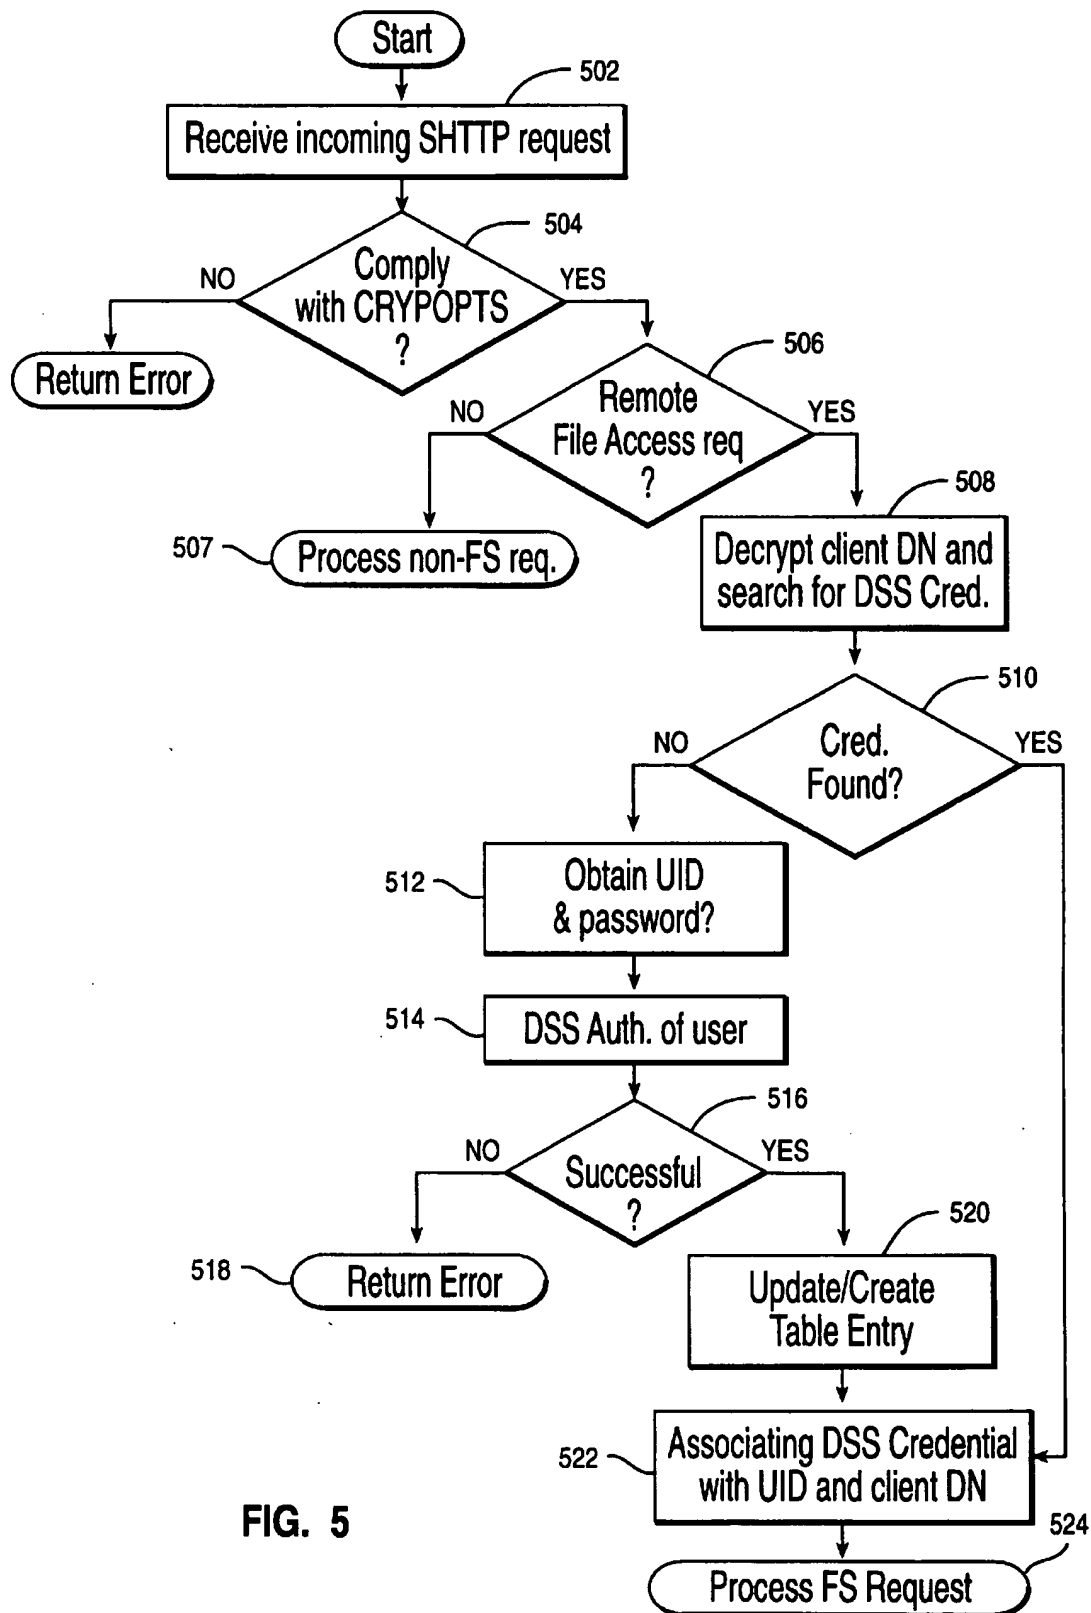 Start
502
Receive incoming SHTTP request
504
Comply
with CRYPOPTS
?
NO
YES
Return Error
506
Remote
File Access req
?
NO
YES
507
Process non-FS req.
508
Decrypt client DN and
search for DSS Cred.
510
Cred.
Found?
NO
YES
512
Obtain UID
& password?
514
DSS Auth. of user
516
Successful
?
NO
YES
518
Return Error
520
Update/Create
Table Entry
522
Associating DSS Credential
with UID and client DN
524
Process FS Request
FIG. 5